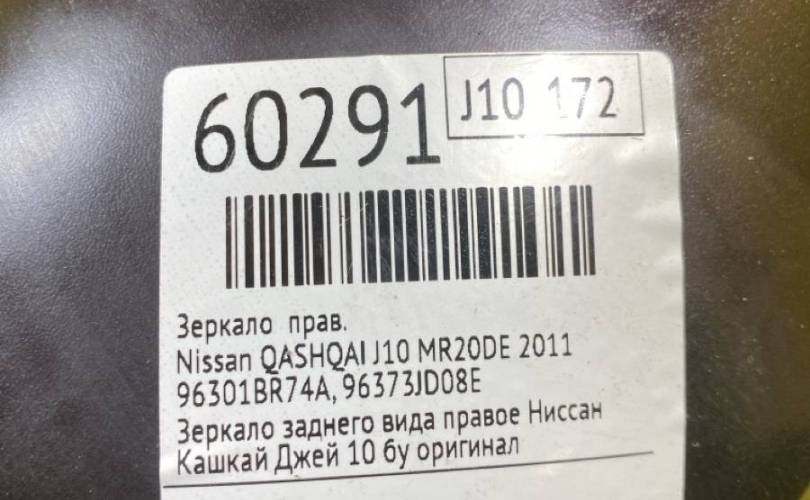 60291
J10 172
Зеркало прав.
Nissan QASHQAI J10 MR20DE 2011
96301BR74A, 96373JD08E
Зеркало заднего вида правое Ниссан
Кашкай Джей 10 бу оригинал